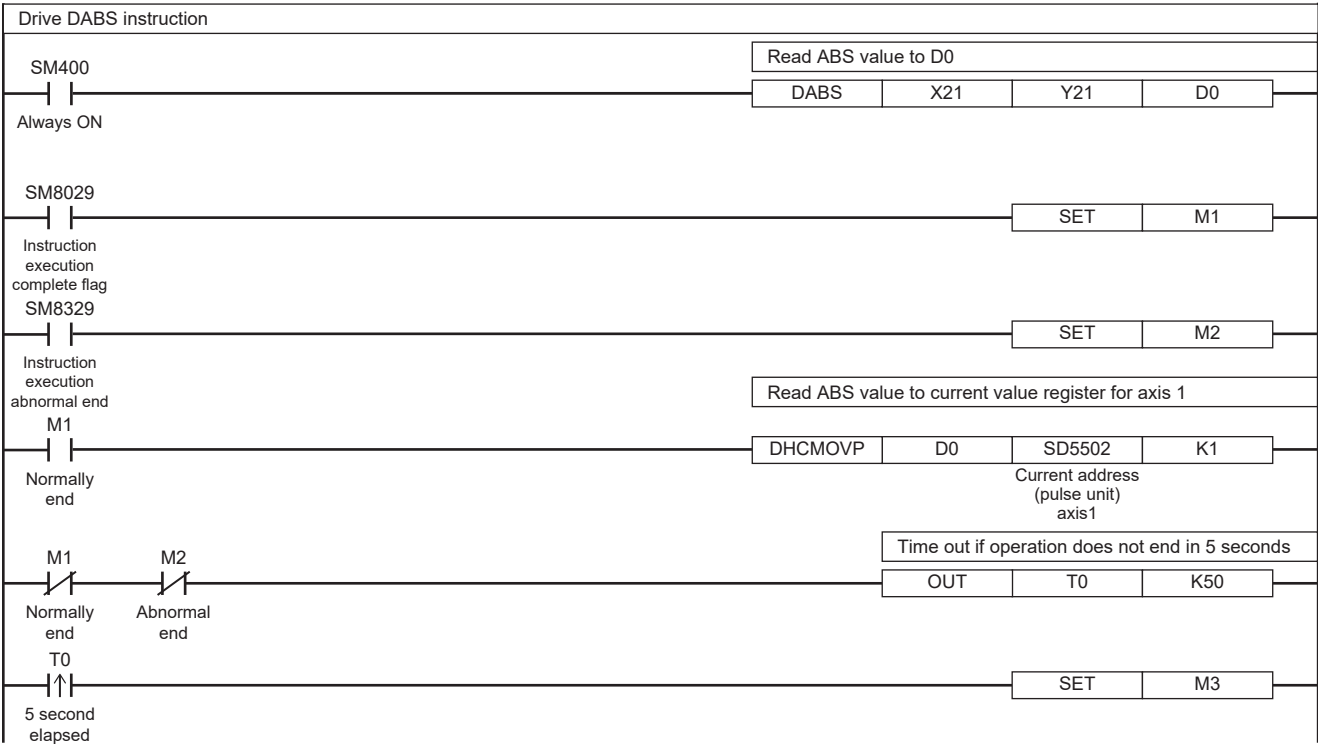 Drive DABS instruction
Read ABS value to D0
SM400
DABS X21 Y21 D0
Always ON
SM8029
SET M1
Instruction
execution
complete flag
SM8329
SET M2
Instruction
execution
abnormal end
Read ABS value to current value register for axis 1
M1
DHCMOVP D0 SD5502 K1
Normally
end
Current address
(pulse unit)
axis1
Time out if operation does not end in 5 seconds
M1 M2
OUT T0 K50
Normally
end
Abnormal
end
T0
SET M3
5 second
elapsed